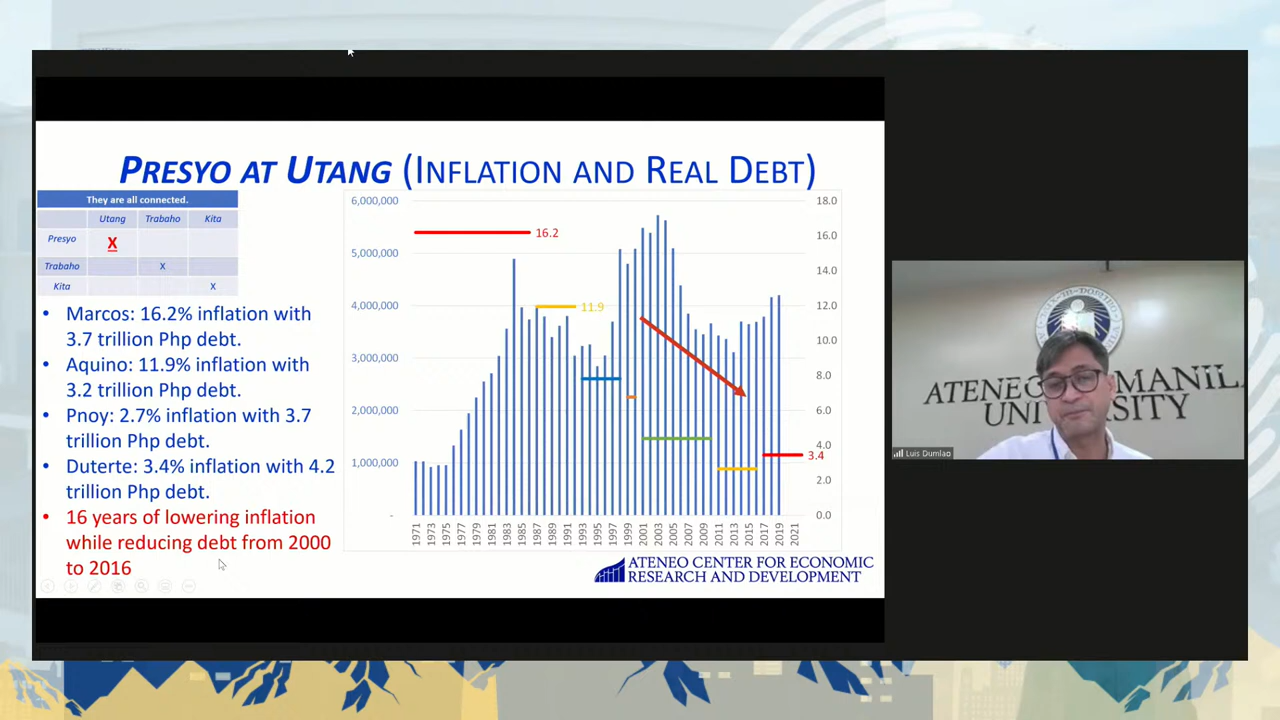 PRESYO AT UTANG (INFLATION AND REAL DEBT)
They are all connected.
Utang Trabaho Kita
Presyo X
Trabaho X
Kita X
• Marcos: 16.2% inflation with
3.7 trillion Php debt.
• Aquino: 11.9% inflation with
3.2 trillion Php debt.
• Pnoy: 2.7% inflation with 3.7
trillion Php debt.
• Duterte: 3.4% inflation with 4.2
trillion Php debt.
• 16 years of lowering inflation
while reducing debt from 2000
to 2016
6,000,000
5,000,000
4,000,000
3,000,000
2,000,000
1,000,000
-
16.2
11.9
3.4
18.0
16.0
14.0
12.0
10.0
8.0
6.0
4.0
2.0
0.0
1971 1973 1975 1977 1979 1981 1983 1985 1987 1989 1991 1993 1995 1997 1999 2001 2003 2005 2007 2009 2011 2013 2015 2017 2019 2021
ATENEO CENTER FOR ECONOMIC
RESEARCH AND DEVELOPMENT
ATENEO MANILA
UNIVERSITY
Luis Dumlao